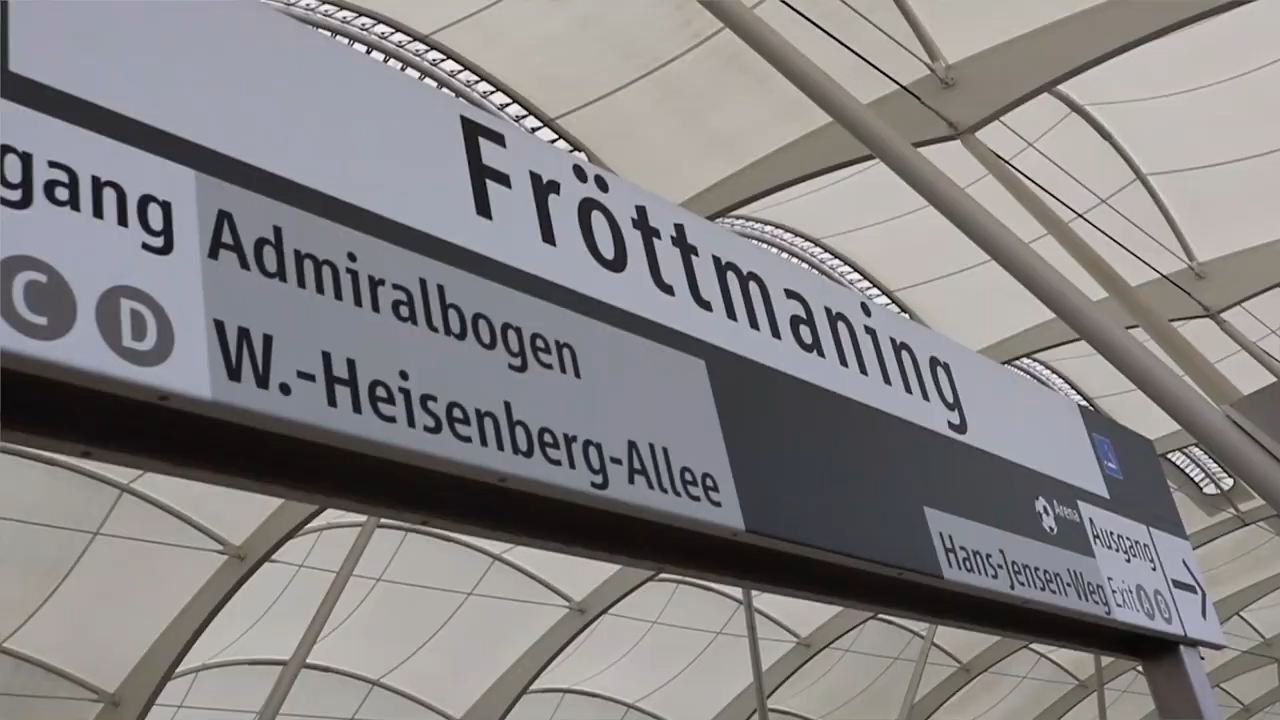 Fröttmaning
gang
C D
Admiralbogen
W.-Heisenberg-Allee
Arena
Hans-Jensen-Weg
Ausgang
Exit A B